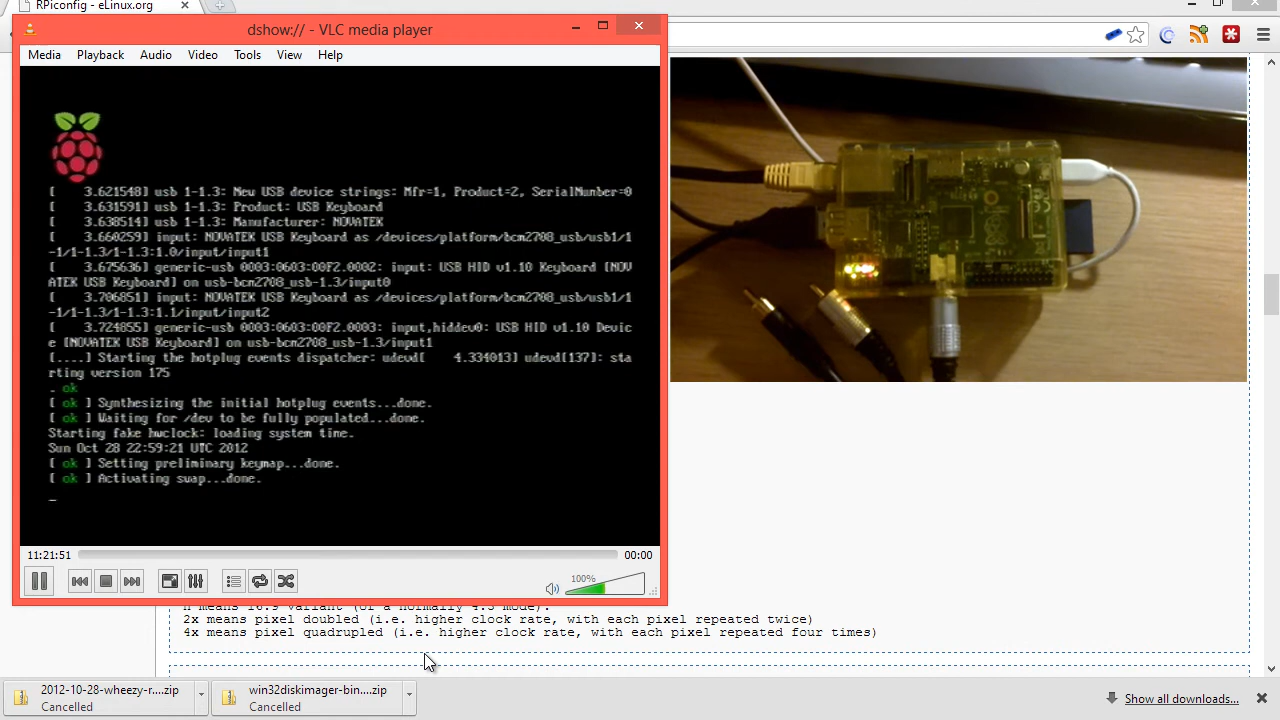 RPiconfig - eLinux.org
dshow:// - VLC media player
Media Playback Audio Video Tools View Help
[    3.621548] usb 1-1.3: New USB device strings: Mfr=1, Product=2, SerialNumber=0
[    3.631591] usb 1-1.3: Product: USB Keyboard
[    3.638514] usb 1-1.3: Manufacturer: NOVATEK
[    3.660259] input: NOVATEK USB Keyboard as /devices/platform/bcm2708_usb/usb1/1
-1/1-1.3/1-1.3:1.0/input/input1
[    3.675636] generic-usb 0003:0603:00F2.0002: input: USB HID v1.10 Keyboard [NOV
ATEK USB Keyboard] on usb-bcm2708_usb-1.3/input0
[    3.706851] input: NOVATEK USB Keyboard as /devices/platform/bcm2708_usb/usb1/1
-1/1-1.3/1-1.3:1.1/input/input2
[    3.724855] generic-usb 0003:0603:00F2.0003: input,hiddev0: USB HID v1.10 Devic
e [NOVATEK USB Keyboard] on usb-bcm2708_usb-1.3/input1
[....] Starting the hotplug events dispatcher: udevd[    4.334013] udevd[137]: sta
rting version 175
. ok
[ ok ] Synthesizing the initial hotplug events...done.
[ ok ] Waiting for /dev to be fully populated...done.
Starting fake hwclock: loading system time.
Sun Oct 28 22:59:21 UTC 2012
[ ok ] Setting preliminary keymap...done.
[ ok ] Activating swap...done.
_
11:21:51 00:00
100%
H means 16:9 variant (of a normally 4:3 mode).
2x means pixel doubled (i.e. higher clock rate, with each pixel repeated twice)
4x means pixel quadrupled (i.e. higher clock rate, with each pixel repeated four times)
2012-10-28-wheezy-r....zip
Cancelled
win32diskimager-bin....zip
Cancelled
Show all downloads...